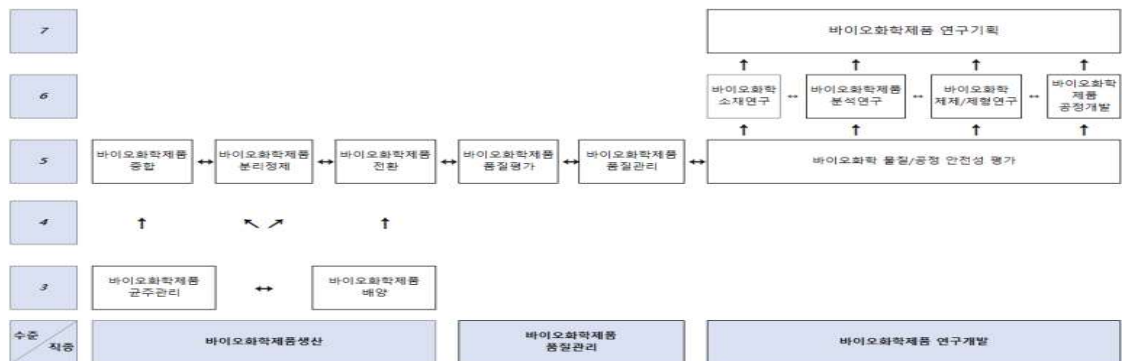 7
바이오화학제품 연구기획
6
바이오화학
소재연구
바이오화학제품
분석연구
바이오화학
제제/제형연구
바이오화학
제품
공정개발
5
바이오화학제품
중합
바이오화학제품
분리정제
바이오화학제품
전환
바이오화학제품
품질평가
바이오화학제품
품질관리
바이오화학 물질/공정 안전성 평가
4
3
바이오화학제품
균주관리
바이오화학제품
배양
수준
직종
바이오화학제품생산
바이오화학제품
품질관리
바이오화학제품 연구개발